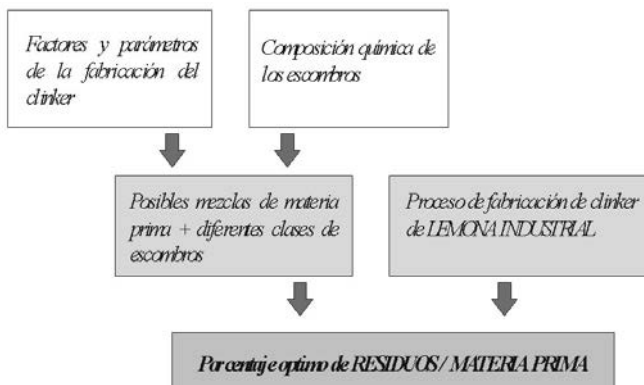 Factores y parámetros
de la fabricación del
clinker
Composición química de
los escombros
Posibles mezclas de materia
prima + diferentes clases de
escombros
Proceso de fabricación de clinker
de LEMONA INDUSTRIAL
Porcentaje optimo de RESIDUOS / MATERIA PRIMA